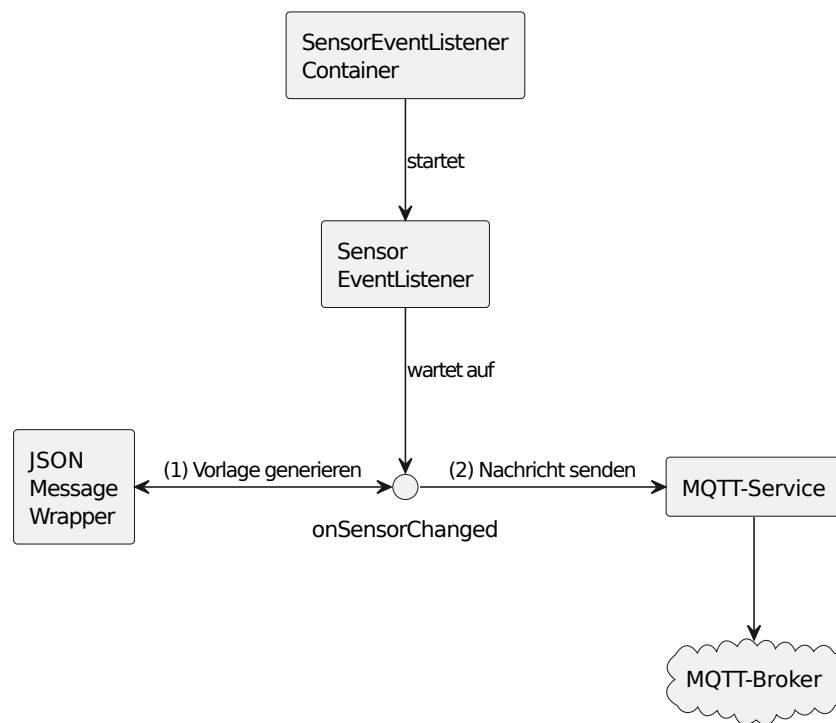 SensorEventListener
Container
startet
Sensor
EventListener
wartet auf
JSON
Message
Wrapper
(1) Vorlage generieren
(2) Nachricht senden
onSensorChanged
MQTT-Service
MQTT-Broker